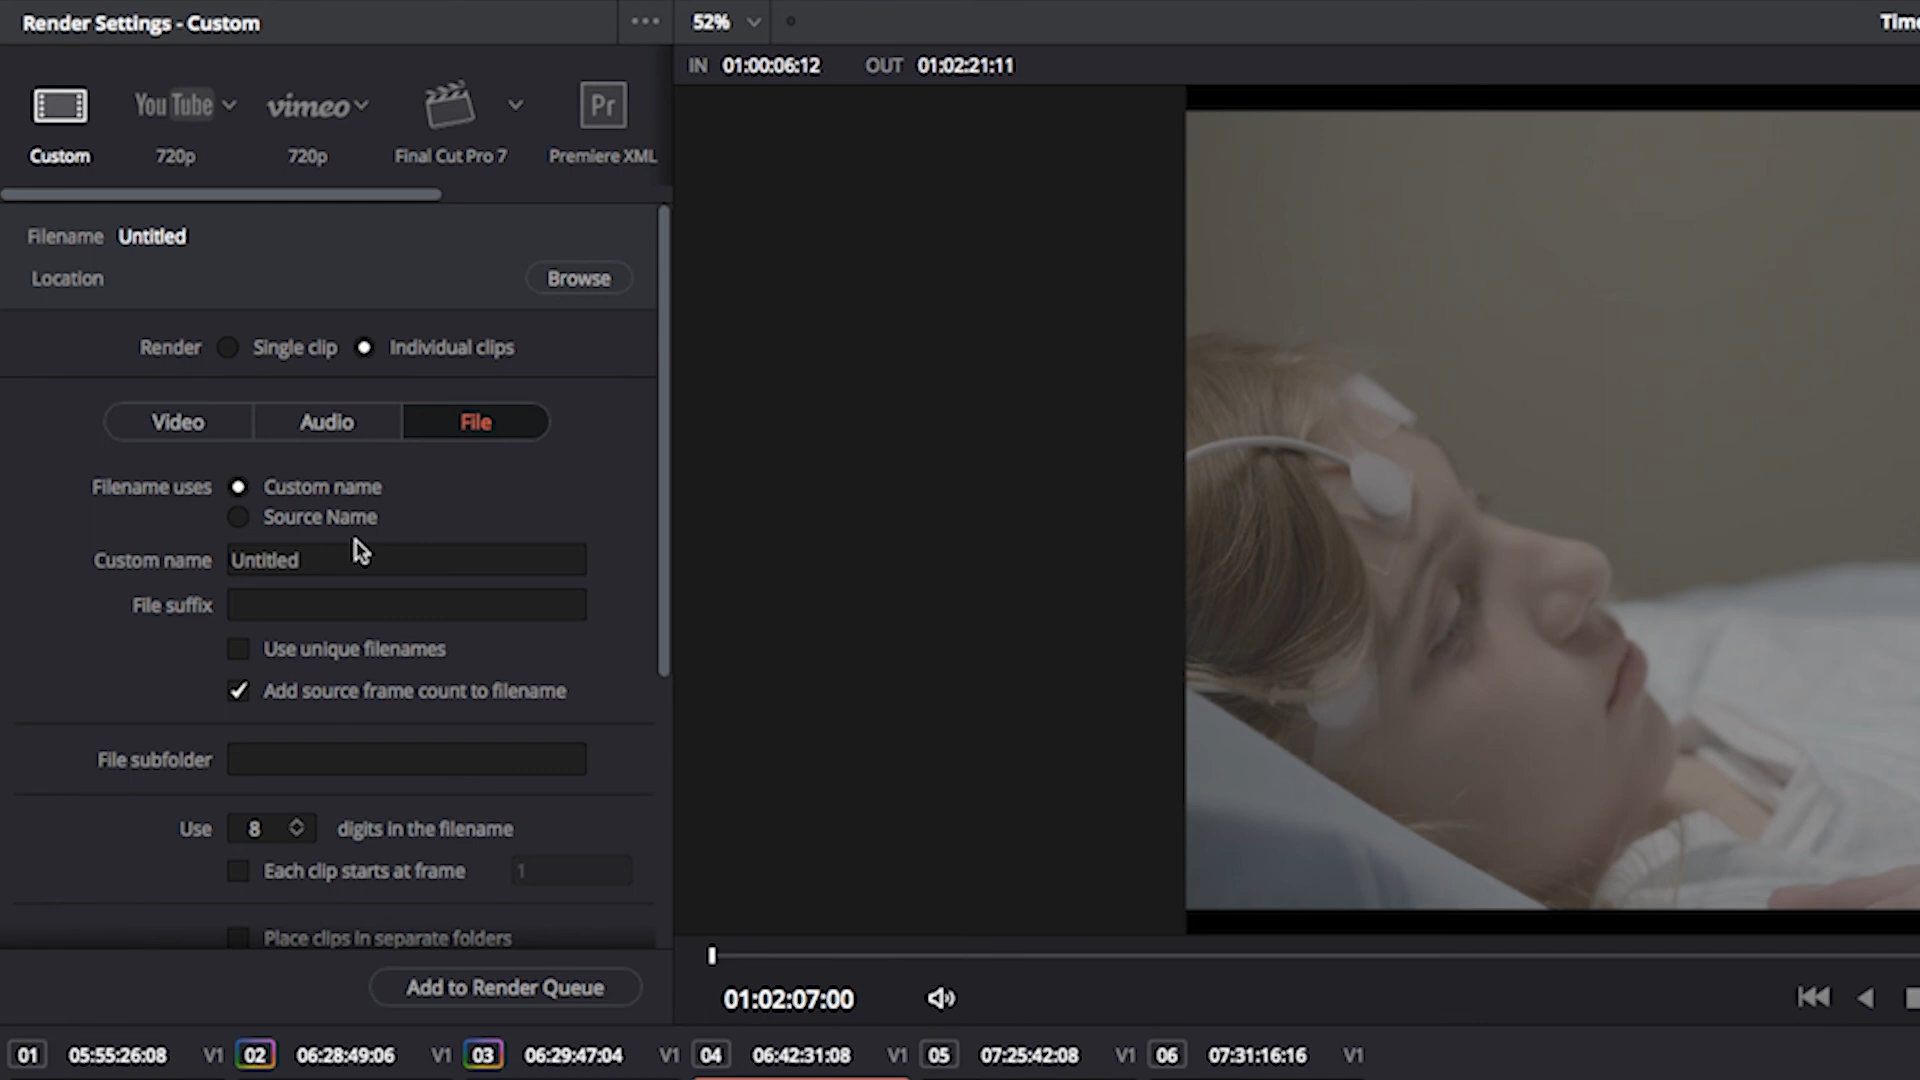 Render Settings - Custom
52%
IN 01:00:06:12 OUT 01:02:21:11
YouTube vimeo Pr
Custom 720p 720p Final Cut Pro 7 Premiere XML
Filename Untitled
Location Browse
Render Single clip Individual clips
Video Audio File
Filename uses Custom name
Source Name
Custom name Untitled
File suffix
Use unique filenames
Add source frame count to filename
File subfolder
Use 8 digits in the filename
Each clip starts at frame 1
Place clips in separate folders
Add to Render Queue
01:02:07:00
01 05:55:26:08 V1 02 06:28:49:06 V1 03 06:29:47:04 V1 04 06:42:31:08 V1 05 07:25:42:08 V1 06 07:31:16:16 V1